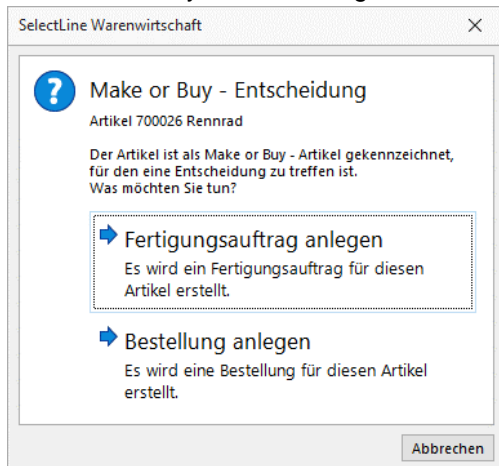 SelectLine Warenwirtschaft
Make or Buy - Entscheidung
Artikel 700026 Rennrad
Der Artikel ist als Make or Buy - Artikel gekennzeichnet,
für den eine Entscheidung zu treffen ist.
Was möchten Sie tun?
Fertigungsauftrag anlegen
Es wird ein Fertigungsauftrag für diesen
Artikel erstellt.
Bestellung anlegen
Es wird eine Bestellung für diesen Artikel
erstellt.
Abbrechen